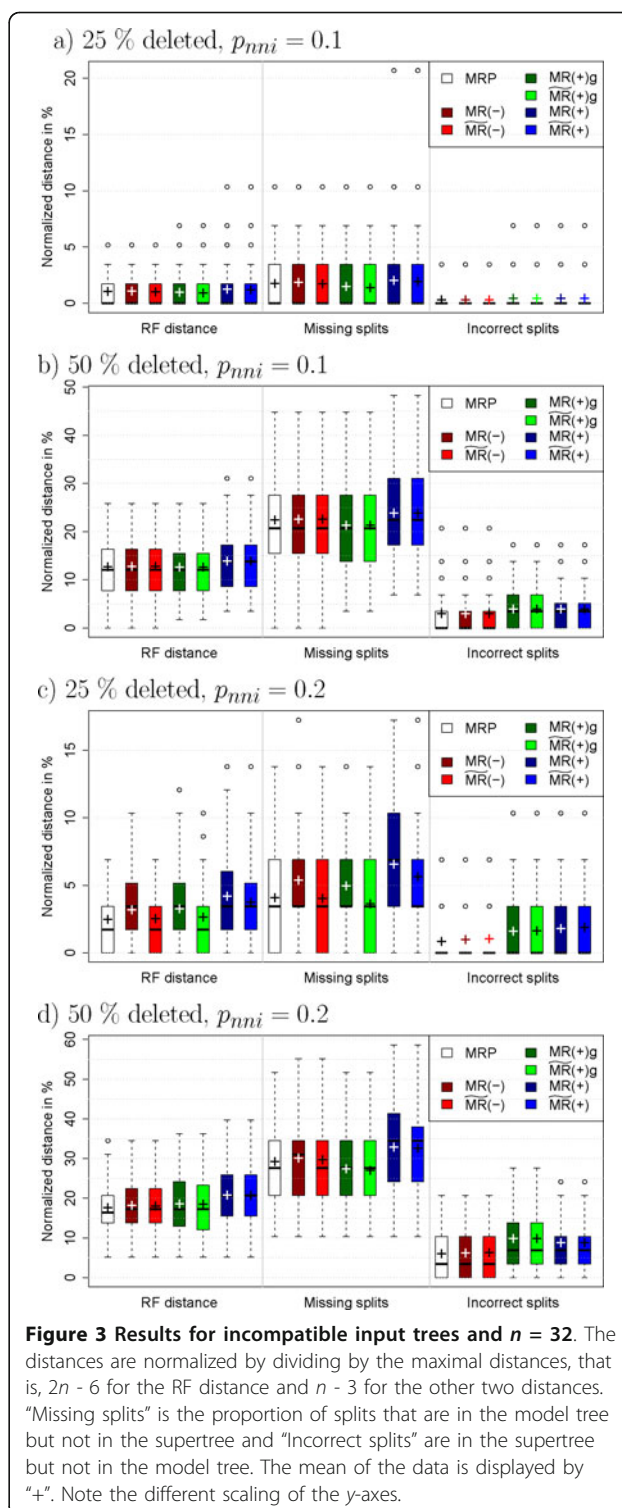 a) 25 % deleted, p_nni = 0.1
Normalized distance in %
20
15
10
5
0
MRP
MR(−)
M͠R(−)
MR(+)g
M͠R(+)g
MR(+)
M͠R(+)
RF distance
Missing splits
Incorrect splits
b) 50 % deleted, p_nni = 0.1
Normalized distance in %
50
40
30
20
10
0
MRP
MR(−)
M͠R(−)
MR(+)g
M͠R(+)g
MR(+)
M͠R(+)
RF distance
Missing splits
Incorrect splits
c) 25 % deleted, p_nni = 0.2
Normalized distance in %
15
10
5
0
MRP
MR(−)
M͠R(−)
MR(+)g
M͠R(+)g
MR(+)
M͠R(+)
RF distance
Missing splits
Incorrect splits
d) 50 % deleted, p_nni = 0.2
Normalized distance in %
60
50
40
30
20
10
0
MRP
MR(−)
M͠R(−)
MR(+)g
M͠R(+)g
MR(+)
M͠R(+)
RF distance
Missing splits
Incorrect splits
Figure 3 Results for incompatible input trees and n = 32. The
distances are normalized by dividing by the maximal distances, that
is, 2n - 6 for the RF distance and n - 3 for the other two distances.
"Missing splits" is the proportion of splits that are in the model tree
but not in the supertree and "Incorrect splits" are in the supertree
but not in the model tree. The mean of the data is displayed by
"+". Note the different scaling of the y-axes.